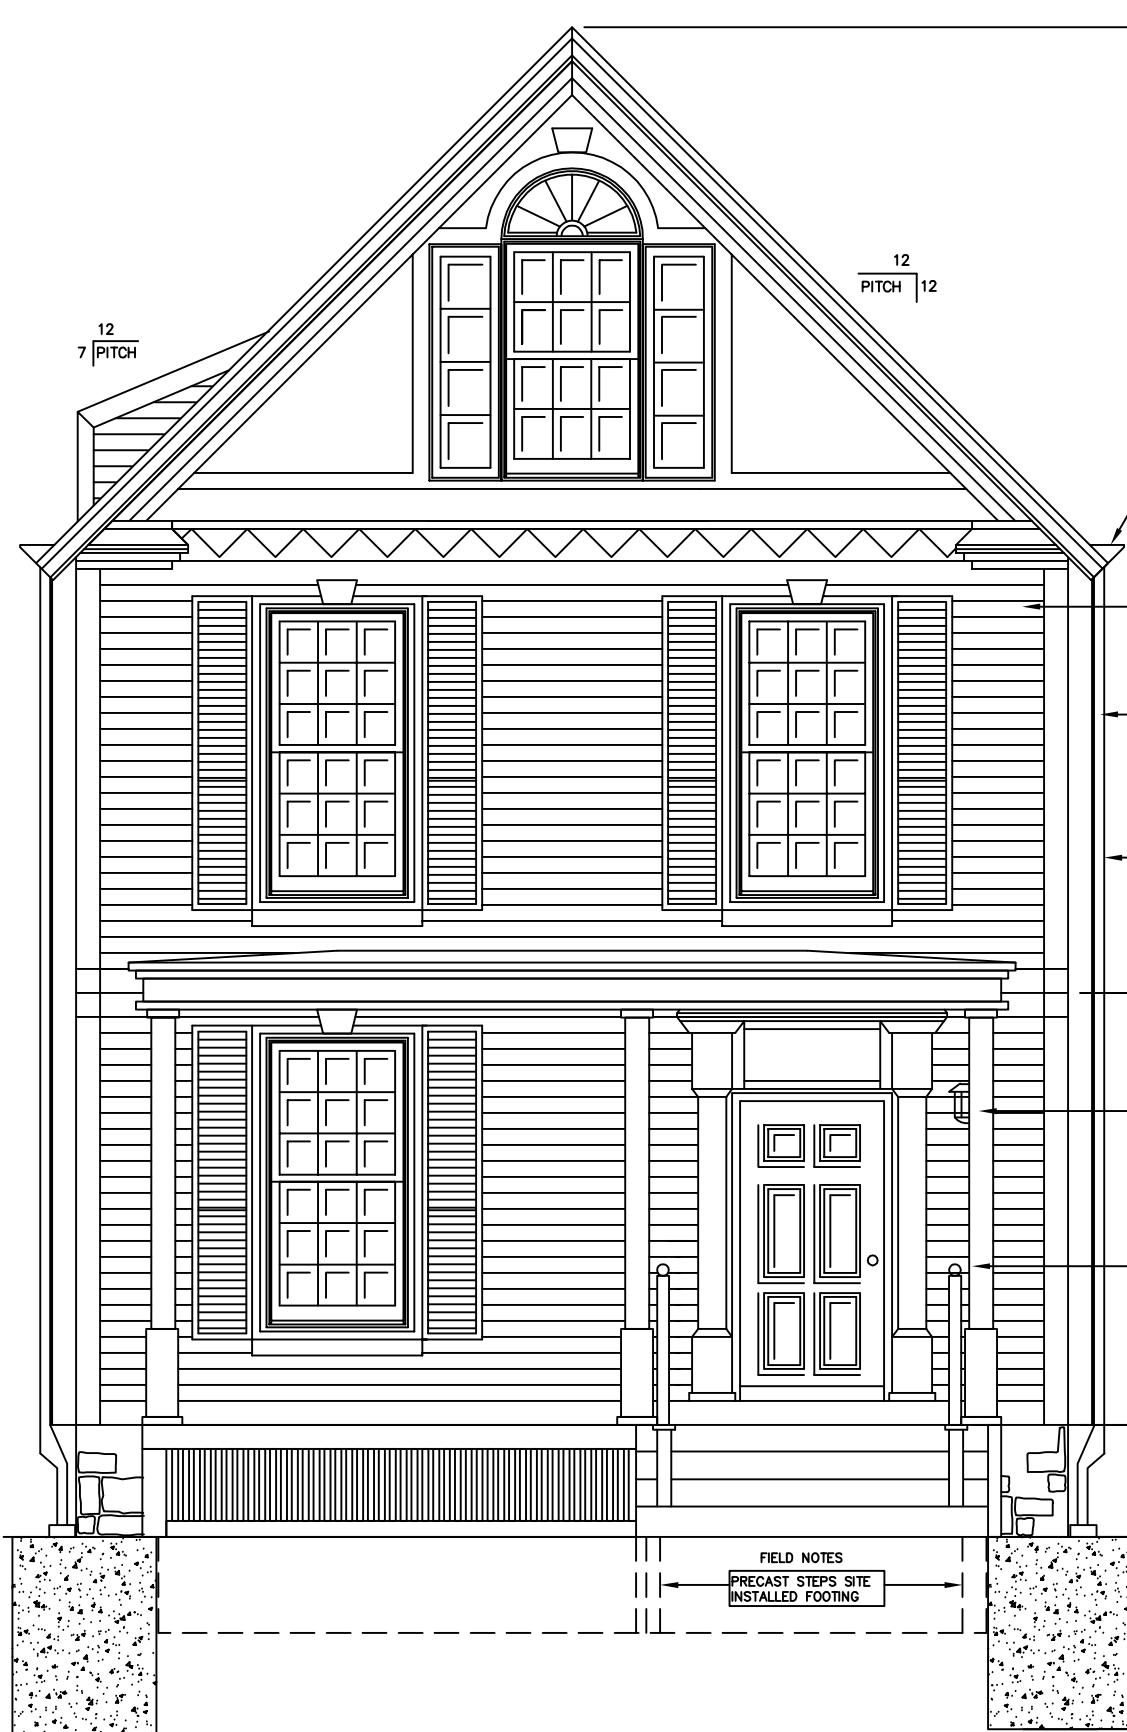 12
PITCH 12
12
7 PITCH
FIELD NOTES
PRECAST STEPS SITE
INSTALLED FOOTING